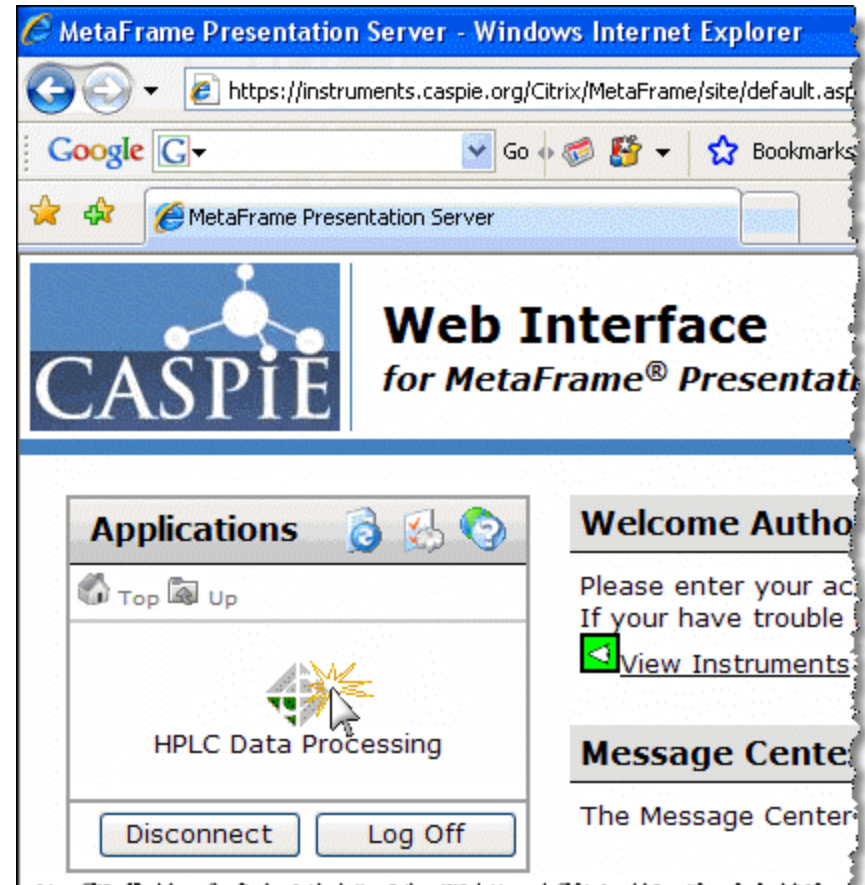 MetaFrame Presentation Server - Windows Internet Explorer
https://instruments.caspie.org/Citrix/MetaFrame/site/default.asp
Google G Go Bookmarks
MetaFrame Presentation Server
CASPiE
Web Interface
for MetaFrame® Presentati
Applications
Top Up
HPLC Data Processing
Disconnect Log Off
Welcome Autho
Please enter your ac
If your have trouble
View Instruments
Message Cente
The Message Center